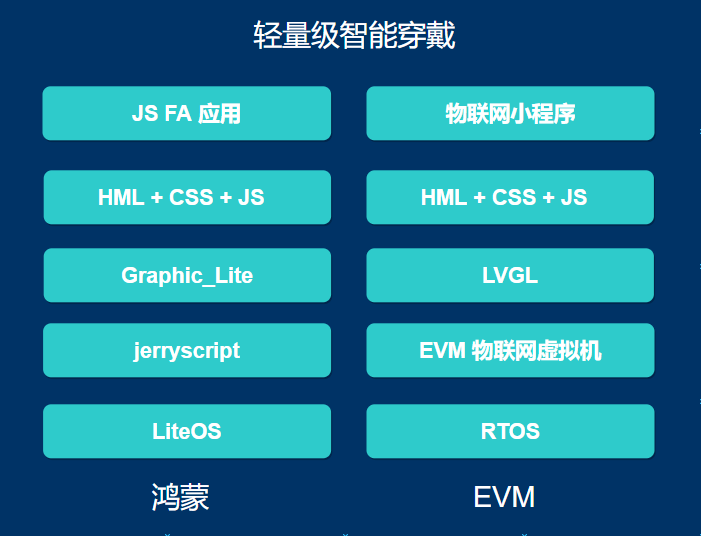 轻量级智能穿戴
JS FA 应用
物联网小程序
HML + CSS + JS
HML + CSS + JS
Graphic_Lite
LVGL
jerryscript
EVM 物联网虚拟机
LiteOS
RTOS
鸿蒙
EVM